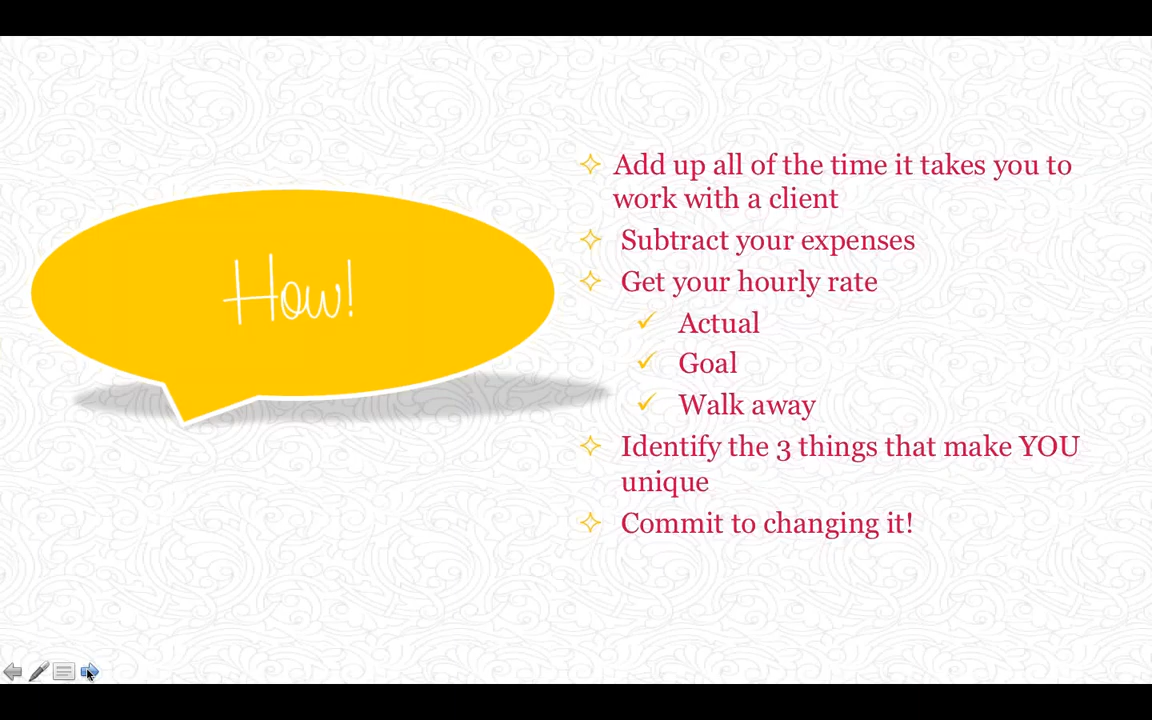 How!
Add up all of the time it takes you to
work with a client
Subtract your expenses
Get your hourly rate
Actual
Goal
Walk away
Identify the 3 things that make YOU
unique
Commit to changing it!